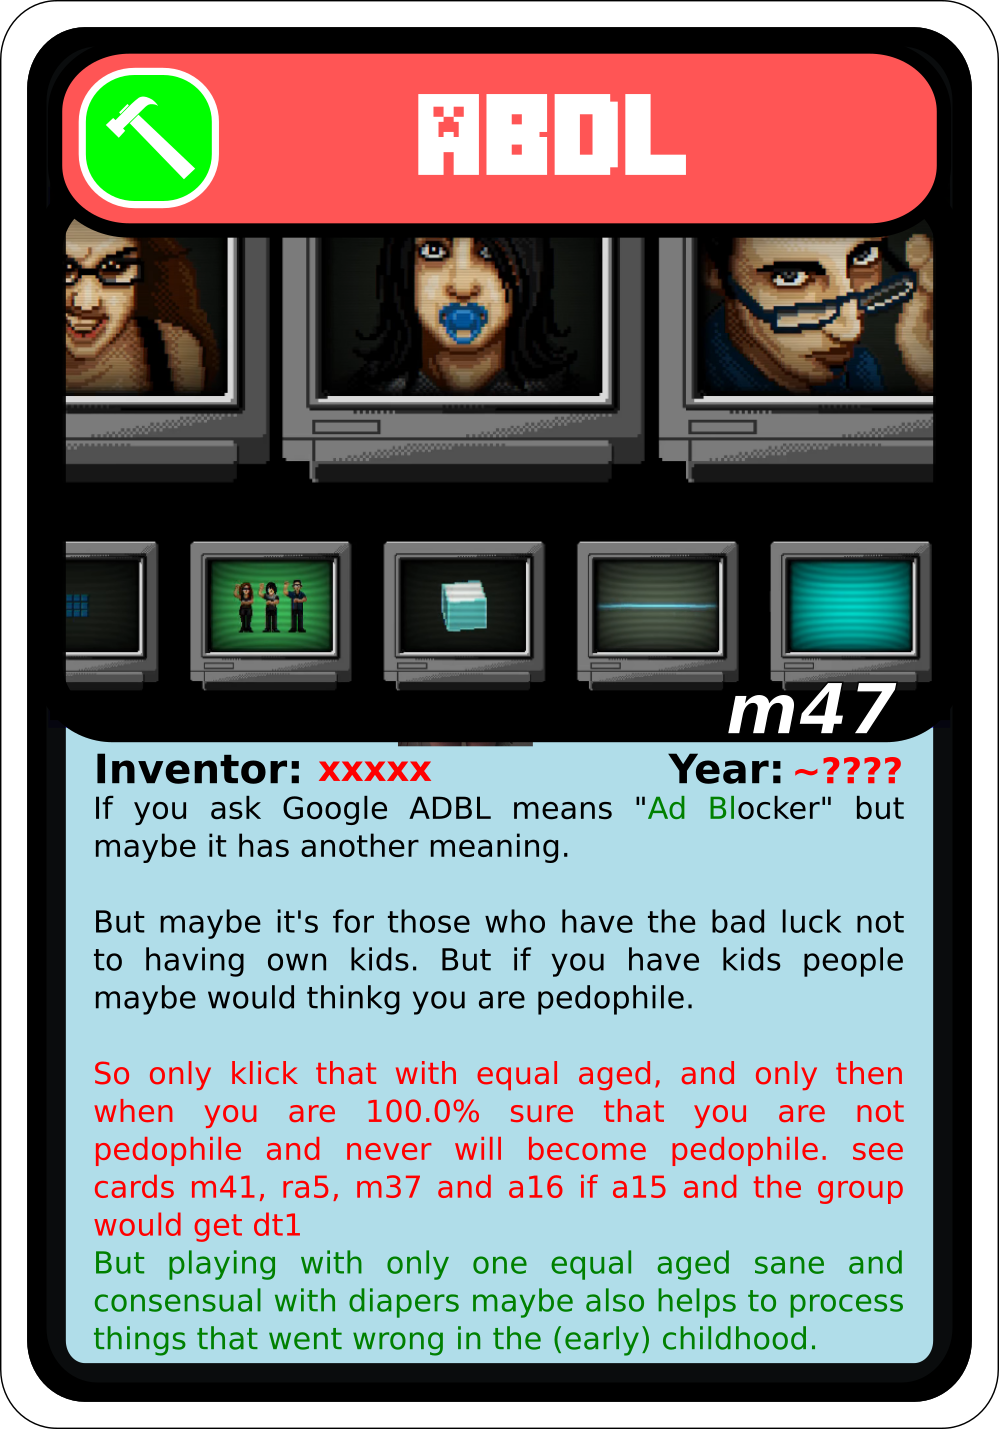 ABDL
m47
Inventor: xxxxx Year: ~????
If you ask Google ADBL means "Ad Blocker" but
maybe it has another meaning.
But maybe it's for those who have the bad luck not
to having own kids. But if you have kids people
maybe would thinkg you are pedophile.
So only klick that with equal aged, and only then
when you are 100.0% sure that you are not
pedophile and never will become pedophile. see
cards m41, ra5, m37 and a16 if a15 and the group
would get dt1
But playing with only one equal aged sane and
consensual with diapers maybe also helps to process
things that went wrong in the (early) childhood.